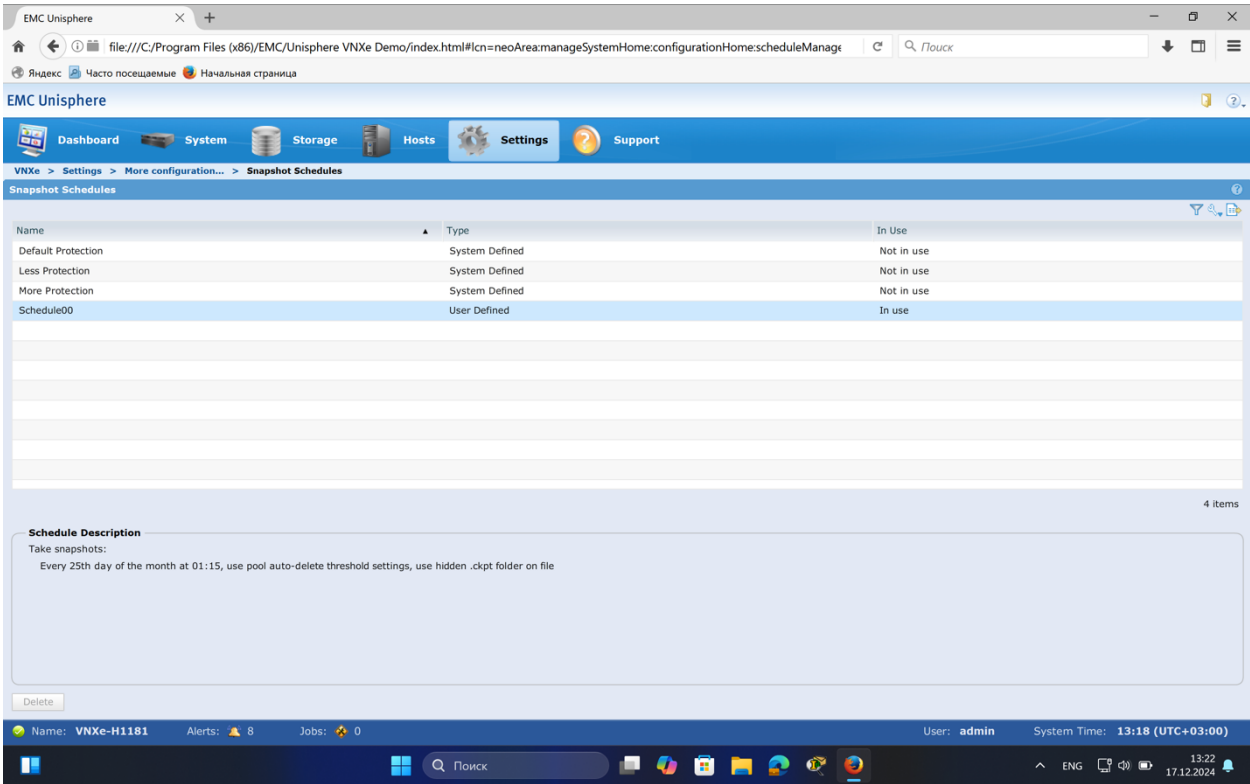 EMC Unisphere
file:///C:/Program Files (x86)/EMC/Unisphere VNXe Demo/index.html#lcn=neoArea:manageSystemHome:configurationHome:scheduleManage
Поиск
Яндекс Часто посещаемые Начальная страница
EMC Unisphere
Dashboard System Storage Hosts Settings Support
VNXe > Settings > More configuration... > Snapshot Schedules
Snapshot Schedules
Name Type In Use
Default Protection System Defined Not in use
Less Protection System Defined Not in use
More Protection System Defined Not in use
Schedule00 User Defined In use
4 items
Schedule Description
Take snapshots:
Every 25th day of the month at 01:15, use pool auto-delete threshold settings, use hidden .ckpt folder on file
Delete
Name: VNXe-H1181 Alerts: 8 Jobs: 0 User: admin System Time: 13:18 (UTC+03:00)
Поиск ENG 13:22
17.12.2024